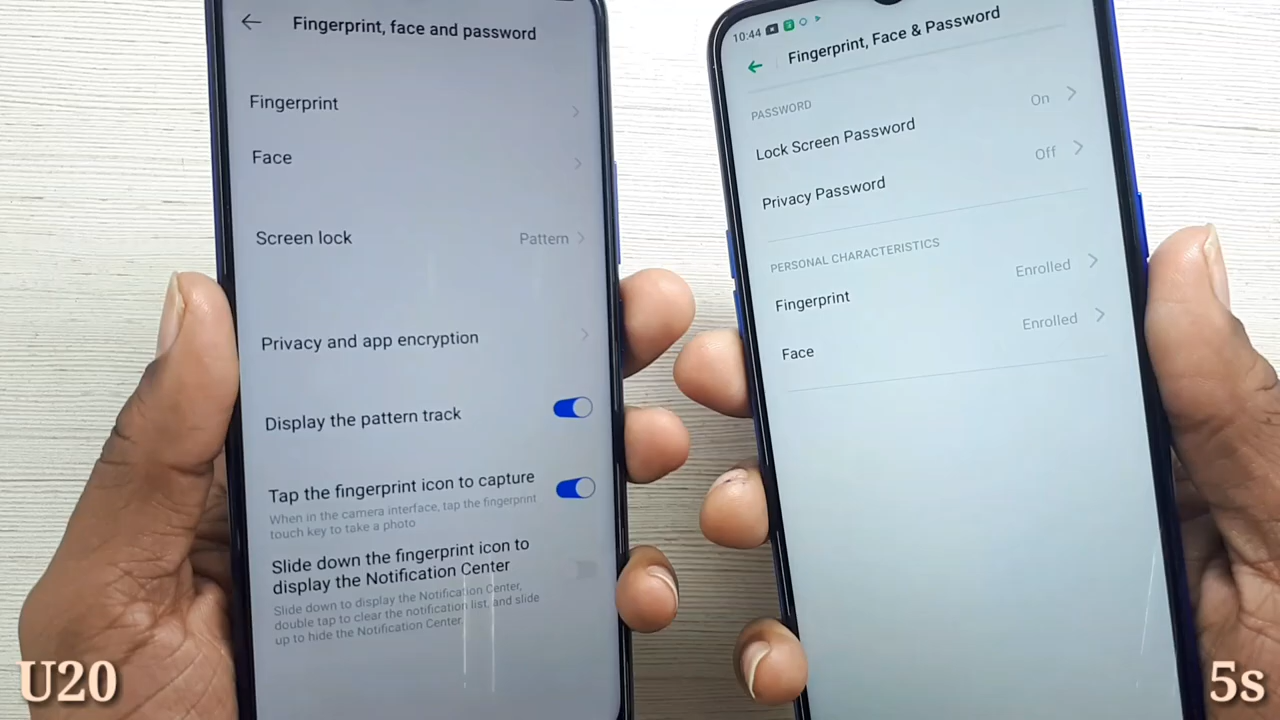 Fingerprint, face and password
Fingerprint
Face
Screen lock
Pattern
Privacy and app encryption
Display the pattern track
Tap the fingerprint icon to capture
When in the camera interface, tap the fingerprint
touch key to take a photo
Slide down the fingerprint icon to
display the Notification Center
Slide down to display the Notification Center,
double tap to clear the notification list, and slide
up to hide the Notification Center.
U20
10:44
Fingerprint, Face & Password
PASSWORD
Lock Screen Password
On
Privacy Password
Off
PERSONAL CHARACTERISTICS
Fingerprint
Enrolled
Face
Enrolled
5s